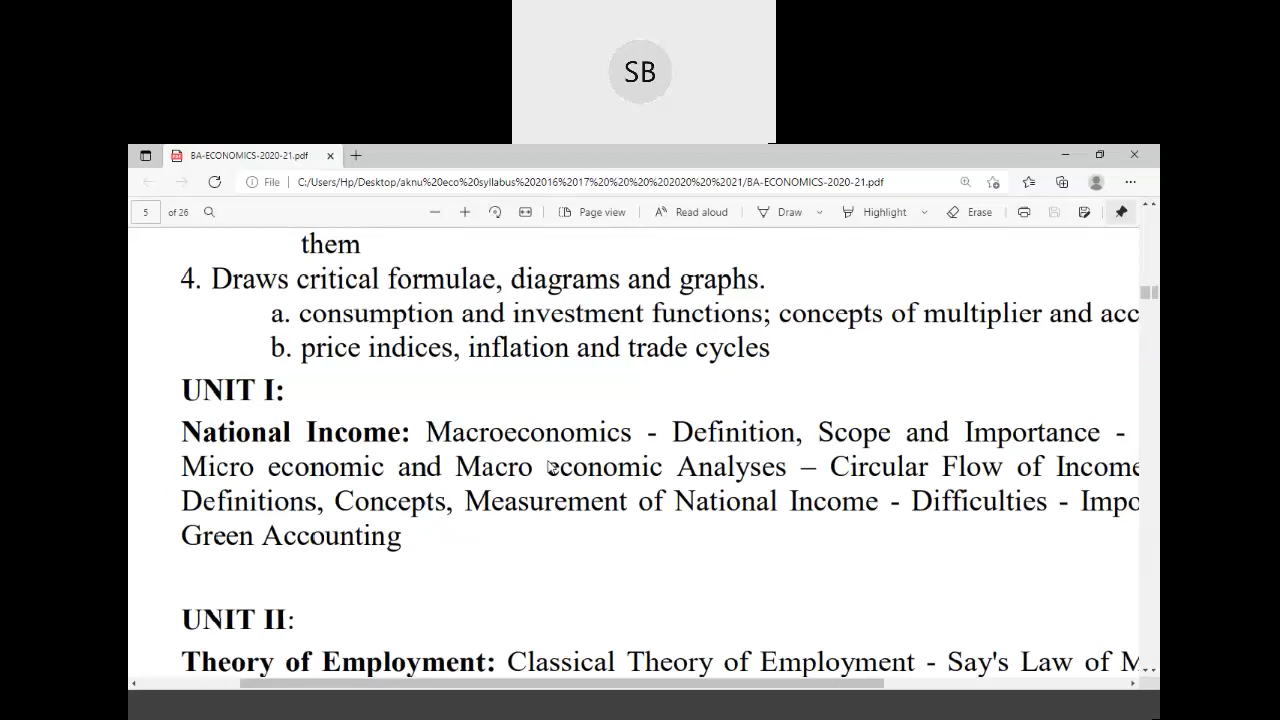 SB
BA-ECONOMICS-2020-21.pdf
File C:/Users/Hp/Desktop/aknu%20eco%20syllabus%202016%2017%20%20%20%202020%20%2021/BA-ECONOMICS-2020-21.pdf
5 of 26 Page view Read aloud Draw Highlight Erase
them
4. Draws critical formulae, diagrams and graphs.
a. consumption and investment functions; concepts of multiplier and acc
b. price indices, inflation and trade cycles
UNIT I:
National Income: Macroeconomics - Definition, Scope and Importance -
Micro economic and Macro economic Analyses – Circular Flow of Income
Definitions, Concepts, Measurement of National Income - Difficulties - Impo
Green Accounting
UNIT II:
Theory of Employment: Classical Theory of Employment - Say's Law of M